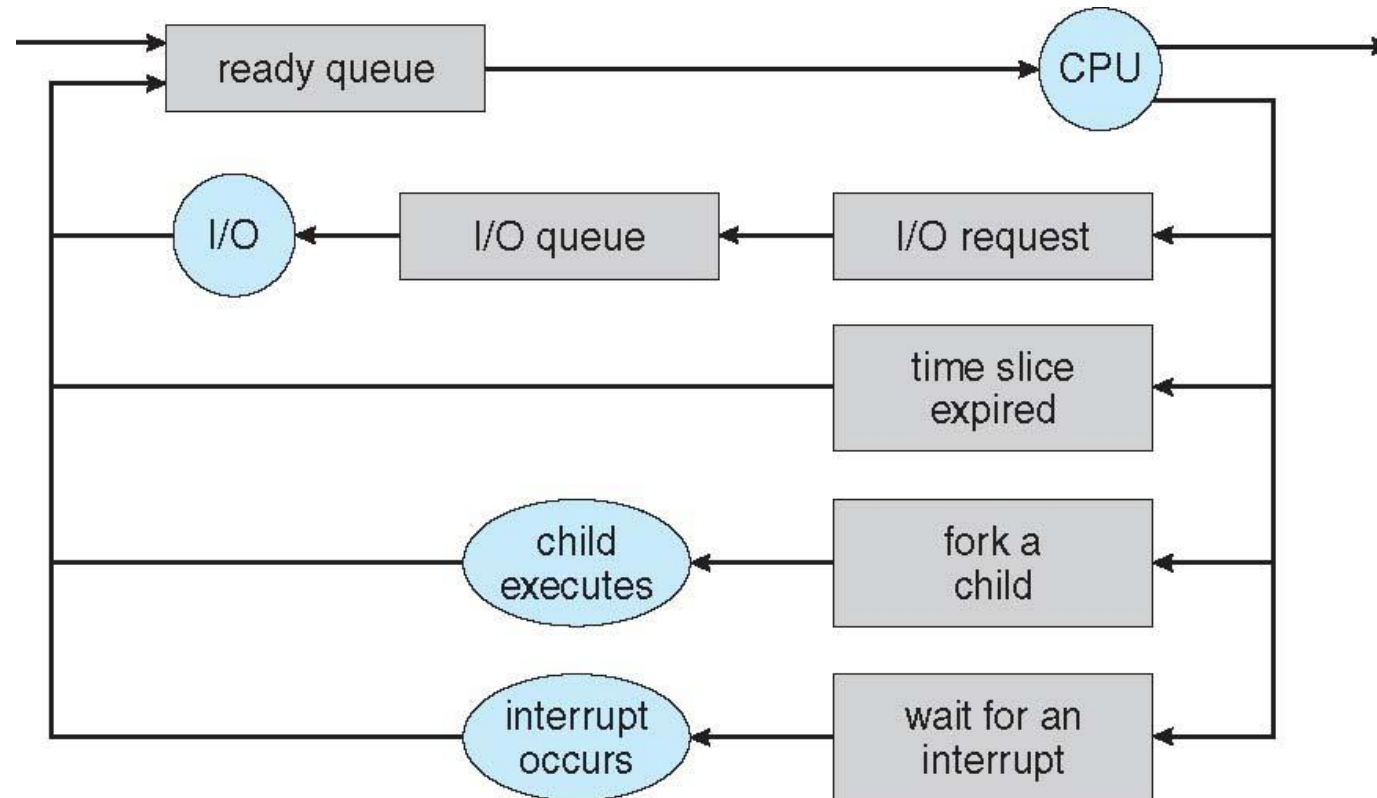 ready queue
CPU
I/O
I/O queue
I/O request
time slice
expired
child
executes
fork a
child
interrupt
occurs
wait for an
interrupt